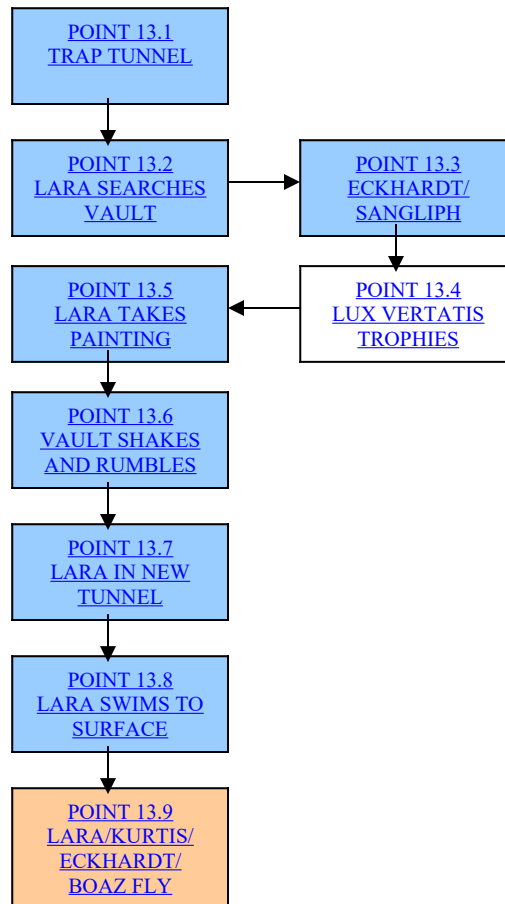 POINT 13.1
TRAP TUNNEL
POINT 13.2
LARA SEARCHES
VAULT
POINT 13.3
ECKHARDT/
SANGLIPH
POINT 13.4
LUX VERTATIS
TROPHIES
POINT 13.5
LARA TAKES
PAINTING
POINT 13.6
VAULT SHAKES
AND RUMBLES
POINT 13.7
LARA IN NEW
TUNNEL
POINT 13.8
LARA SWIMS TO
SURFACE
POINT 13.9
LARA/KURTIS/
ECKHARDT/
BOAZ FLY